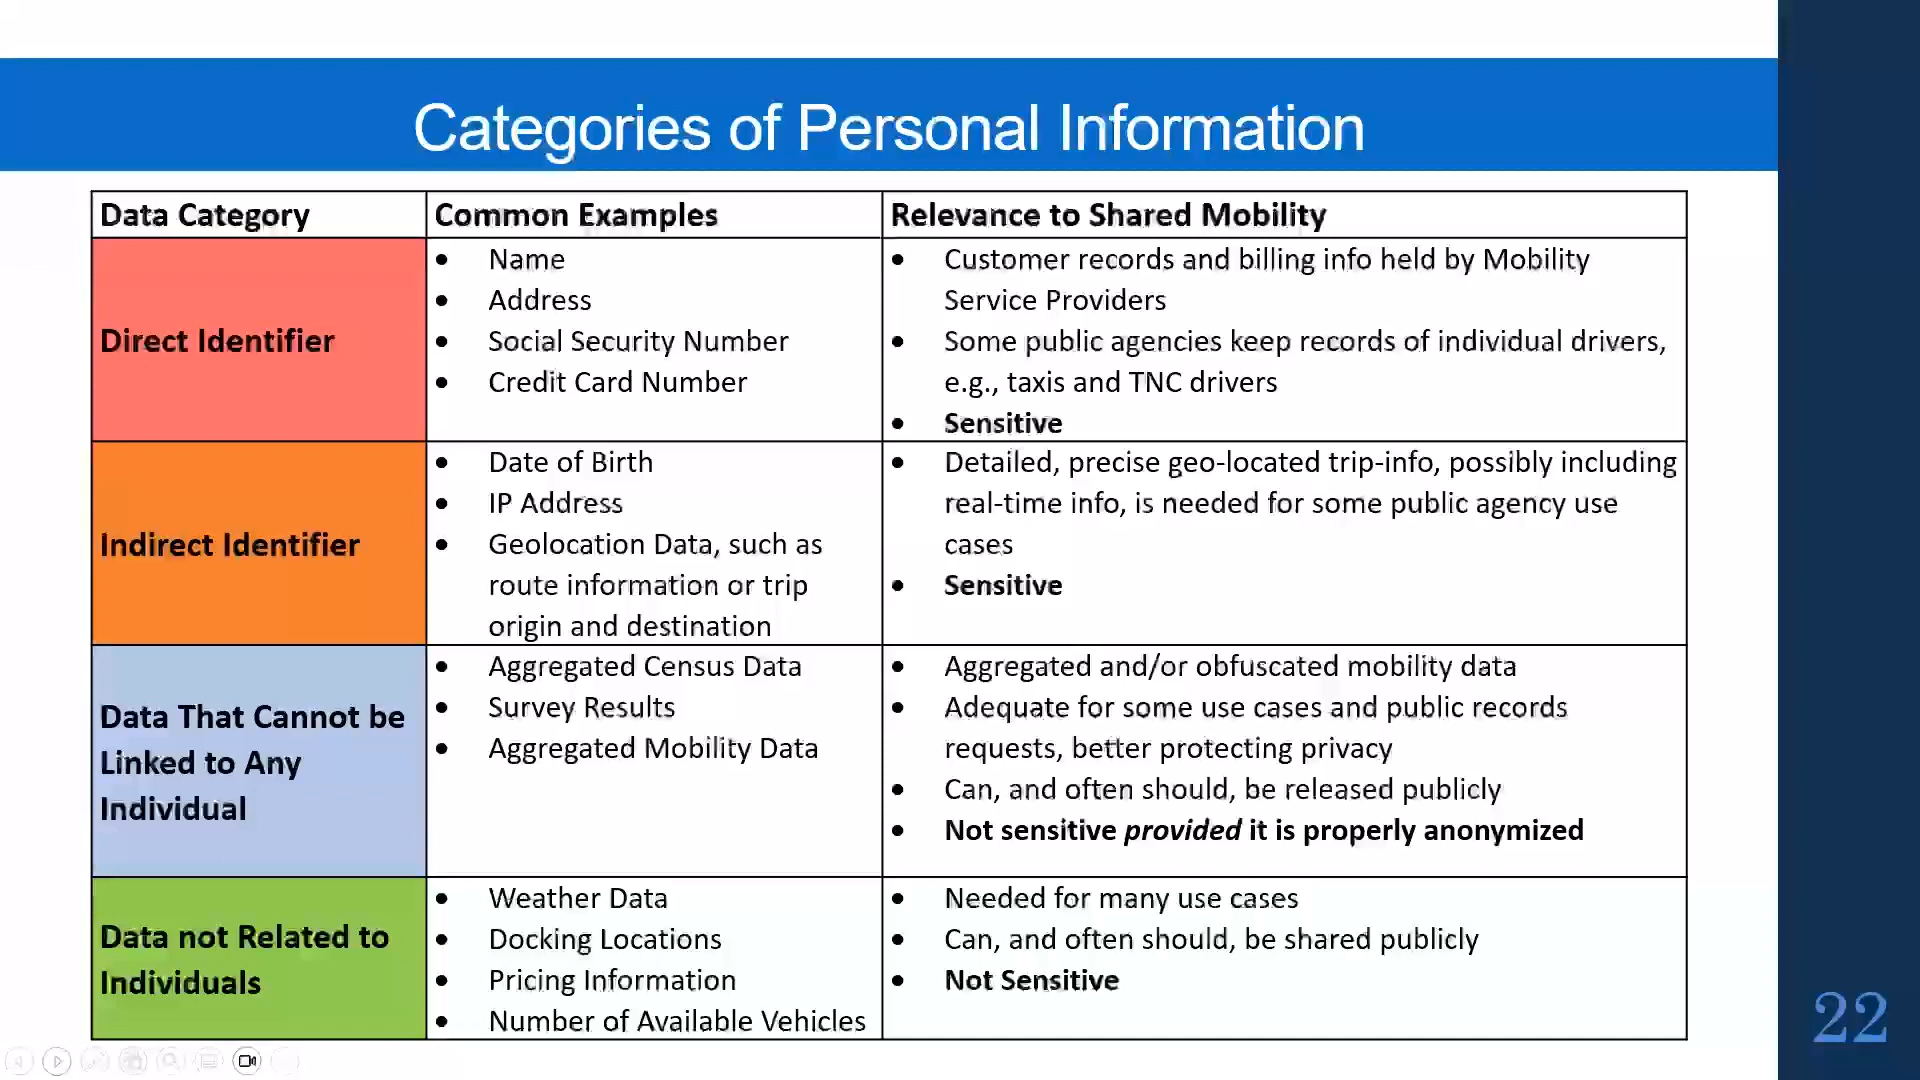 Categories of Personal Information
Data Category
Common Examples
Relevance to Shared Mobility
Direct Identifier
• Name
• Address
• Social Security Number
• Credit Card Number
• Customer records and billing info held by Mobility
Service Providers
• Some public agencies keep records of individual drivers,
e.g., taxis and TNC drivers
• Sensitive
Indirect Identifier
• Date of Birth
• IP Address
• Geolocation Data, such as
route information or trip
origin and destination
• Detailed, precise geo-located trip-info, possibly including
real-time info, is needed for some public agency use
cases
• Sensitive
Data That Cannot be
Linked to Any
Individual
• Aggregated Census Data
• Survey Results
• Aggregated Mobility Data
• Aggregated and/or obfuscated mobility data
• Adequate for some use cases and public records
requests, better protecting privacy
• Can, and often should, be released publicly
• Not sensitive provided it is properly anonymized
Data not Related to
Individuals
• Weather Data
• Docking Locations
• Pricing Information
• Number of Available Vehicles
• Needed for many use cases
• Can, and often should, be shared publicly
• Not Sensitive
22